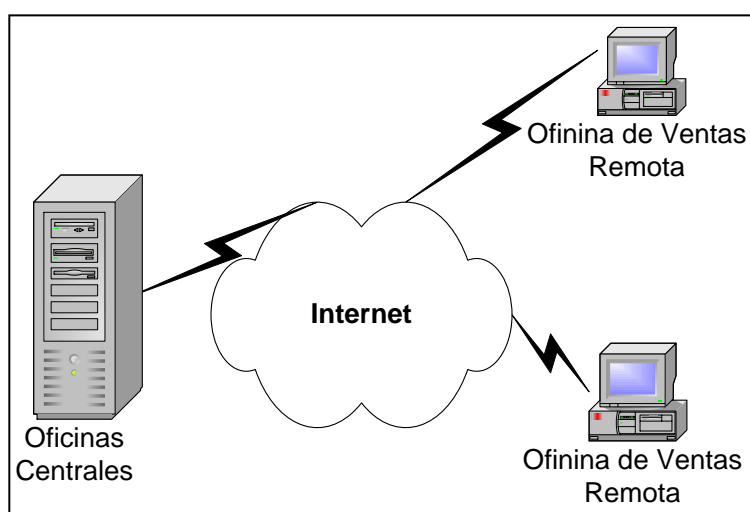 Ofinina de Ventas
Remota
Internet
Oficinas
Centrales
Ofinina de Ventas
Remota